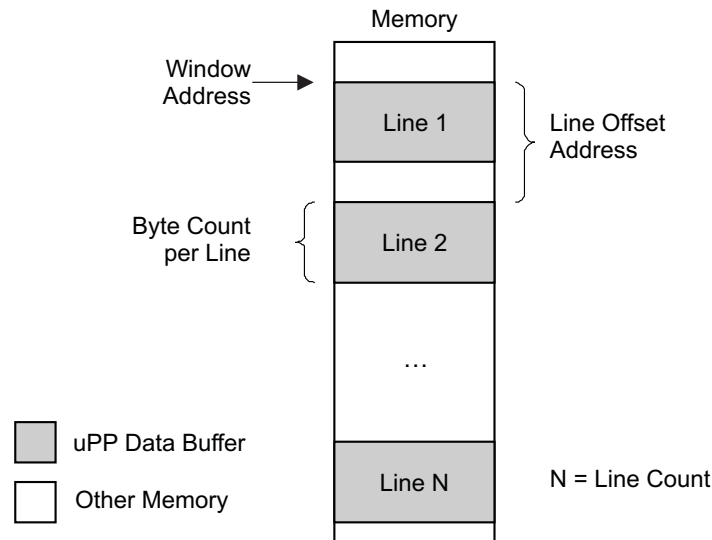 Memory
Window
Address
Line 1
Line Offset
Address
Byte Count
per Line
Line 2
...
uPP Data Buffer
Line N
N = Line Count
Other Memory